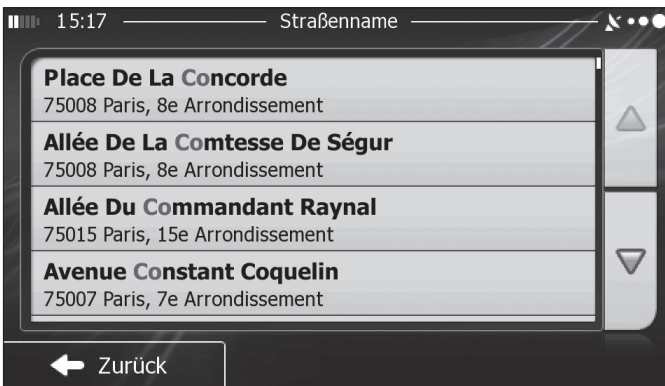 15:17 Straßenname
Place De La Concorde
75008 Paris, 8e Arrondissement
Allée De La Comtesse De Ségur
75008 Paris, 8e Arrondissement
Allée Du Commandant Raynal
75015 Paris, 15e Arrondissement
Avenue Constant Coquelin
75007 Paris, 7e Arrondissement
Zurück